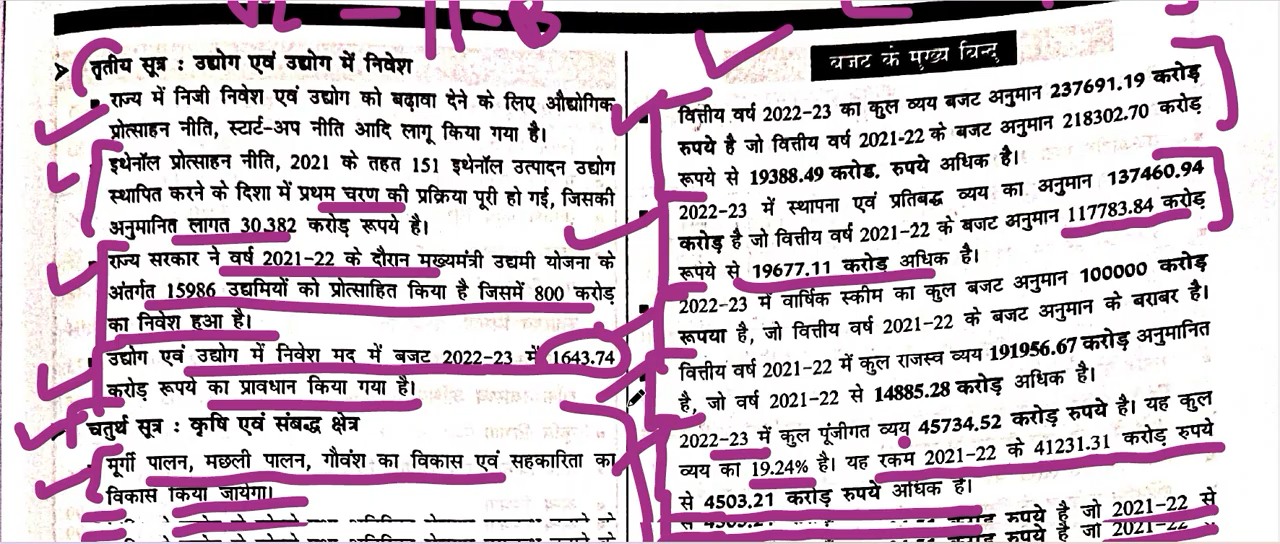 तृतीय सूत्र : उद्योग एवं उद्योग में निवेश
राज्य में निजी निवेश एवं उद्योग को बढ़ावा देने के लिए औद्योगिक
प्रोत्साहन नीति, स्टार्ट-अप नीति आदि लागू किया गया है।
इथेनॉल प्रोत्साहन नीति, 2021 के तहत 151 इथेनॉल उत्पादन उद्योग
स्थापित करने के दिशा में प्रथम चरण की प्रक्रिया पूरी हो गई, जिसकी
अनुमानित लागत 30,382 करोड़ रूपये है।
राज्य सरकार ने वर्ष 2021-22 के दौरान मुख्यमंत्री उद्यमी योजना के
अंतर्गत 15986 उद्यमियों को प्रोत्साहित किया है जिसमें 800 करोड़
का निवेश हुआ है।
उद्योग एवं उद्योग में निवेश मद में बजट 2022-23 में 1643.74
करोड़ रूपये का प्रावधान किया गया है।
चतुर्थ सूत्र : कृषि एवं संबद्ध क्षेत्र
मूर्गी पालन, मछली पालन, गौवंश का विकास एवं सहकारिता का
विकास किया जायेगा।
बजट के मुख्य बिन्दु
वित्तीय वर्ष 2022-23 का कुल व्यय बजट अनुमान 237691.19 करोड़
रुपये है जो वित्तीय वर्ष 2021-22 के बजट अनुमान 218302.70 करोड़
रूपये से 19388.49 करोड. रुपये अधिक है।
2022-23 में स्थापना एवं प्रतिबद्ध व्यय का अनुमान 137460.94
करोड़ है जो वित्तीय वर्ष 2021-22 के बजट अनुमान 117783.84 करोड़
रूपये से 19677.11 करोड़ अधिक है।
2022-23 में वार्षिक स्कीम का कुल बजट अनुमान 100000 करोड़
रूपया है, जो वित्तीय वर्ष 2021-22 के बजट अनुमान के बराबर है।
वित्तीय वर्ष 2021-22 में कुल राजस्व व्यय 191956.67 करोड़ अनुमानित
है, जो वर्ष 2021-22 से 14885.28 करोड़ अधिक है।
2022-23 में कुल पूंजीगत व्यय 45734.52 करोड़ रुपये है। यह कुल
व्यय का 19.24% है। यह रकम 2021-22 के 41231.31 करोड़ रुपये
से 4503.21 करोड़ रुपये अधिक है।
रुपये है जो 2021-22 से